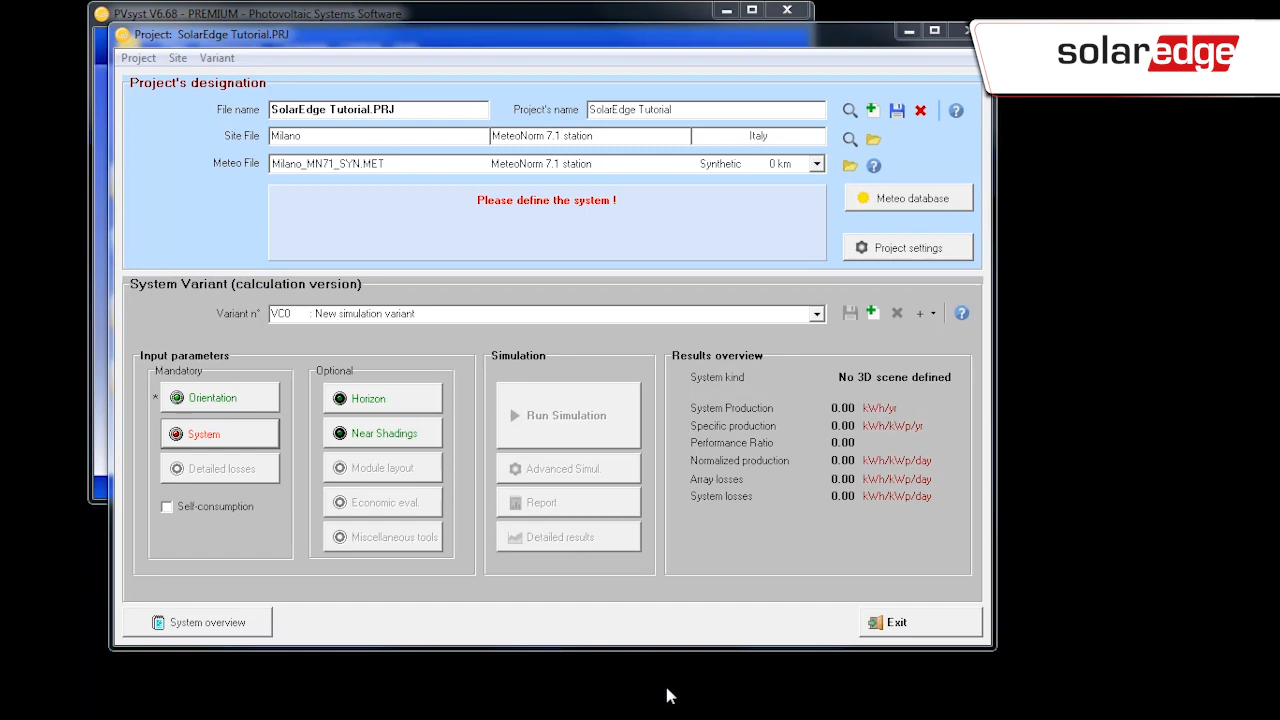 PVsyst V6.68 - PREMIUM - Photovoltaic Systems Software
Project: SolarEdge Tutorial.PRJ
solaredge
Project Site Variant
Project's designation
File name SolarEdge Tutorial.PRJ Project's name SolarEdge Tutorial
Site File Milano MeteoNorm 7.1 station Italy
Meteo File Milano_MN71_SYN.MET MeteoNorm 7.1 station Synthetic 0 km
Please define the system !
Meteo database
Project settings
System Variant (calculation version)
Variant n° VC0 : New simulation variant
Input parameters
Mandatory
* Orientation
System
Detailed losses
Self-consumption
Optional
Horizon
Near Shadings
Module layout
Economic eval.
Miscellaneous tools
Simulation
Run Simulation
Advanced Simul.
Report
Detailed results
Results overview
System kind No 3D scene defined
System Production 0.00 kWh/yr
Specific production 0.00 kWh/kWp/yr
Performance Ratio 0.00
Normalized production 0.00 kWh/kWp/day
Array losses 0.00 kWh/kWp/day
System losses 0.00 kWh/kWp/day
System overview
Exit